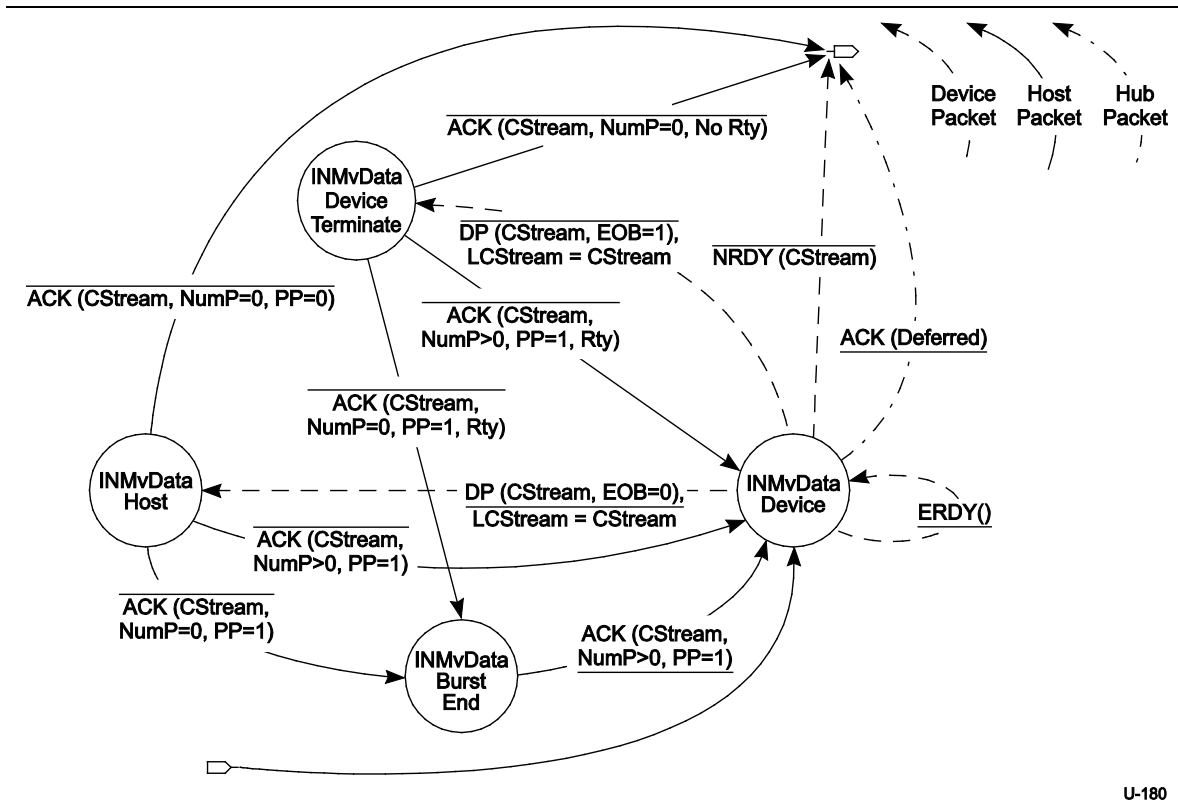 Device
Packet
Host
Packet
Hub
Packet
ACK (CStream, NumP=0, No Rty)
INMvData
Device
Terminate
DP (CStream, EOB=1),
LCStream = CStream
NRDY (CStream)
ACK (CStream, NumP=0, PP=0)
ACK (CStream,
NumP>0, PP=1, Rty)
ACK (Deferred)
ACK (CStream,
NumP=0, PP=1, Rty)
INMvData
Host
DP (CStream, EOB=0),
LCStream = CStream
INMvData
Device
ERDY()
ACK (CStream,
NumP>0, PP=1)
ACK (CStream,
NumP=0, PP=1)
INMvData
Burst
End
ACK (CStream,
NumP>0, PP=1)
U-180